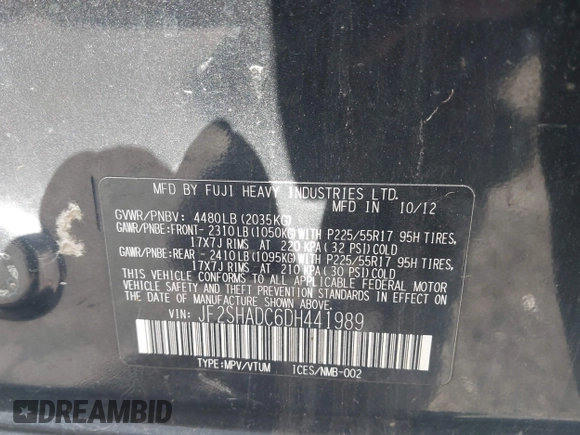 MFD BY FUJI HEAVY INDUSTRIES LTD.
MFD IN 10/12
GVWR/PNBV: 4480LB(2035KG)
GAWR/PNBE:FRONT-2310LB(1050KG)WITH P225/55R17 95H TIRES,
17X7J RIMS AT 220 KPA(32 PSI)COLD
GAWR/PNBE:REAR -2410LB(1095KG)WITH P225/55R17 95H TIRES,
17X7J RIMS AT 210 KPA(30 PSI)COLD
THIS VEHICLE CONFORMS TO ALL APPLICABLE FEDERAL MOTOR
VEHICLE SAFETY AND THEFT PREVENTION STANDARDS IN EFFECT
ON THE DATE OF MANUFACTURE SHOWN ABOVE.
VIN: JF2SHADC6DH441989
TYPE:MPV/VTUM ICES/NMB-002
DREAMBID